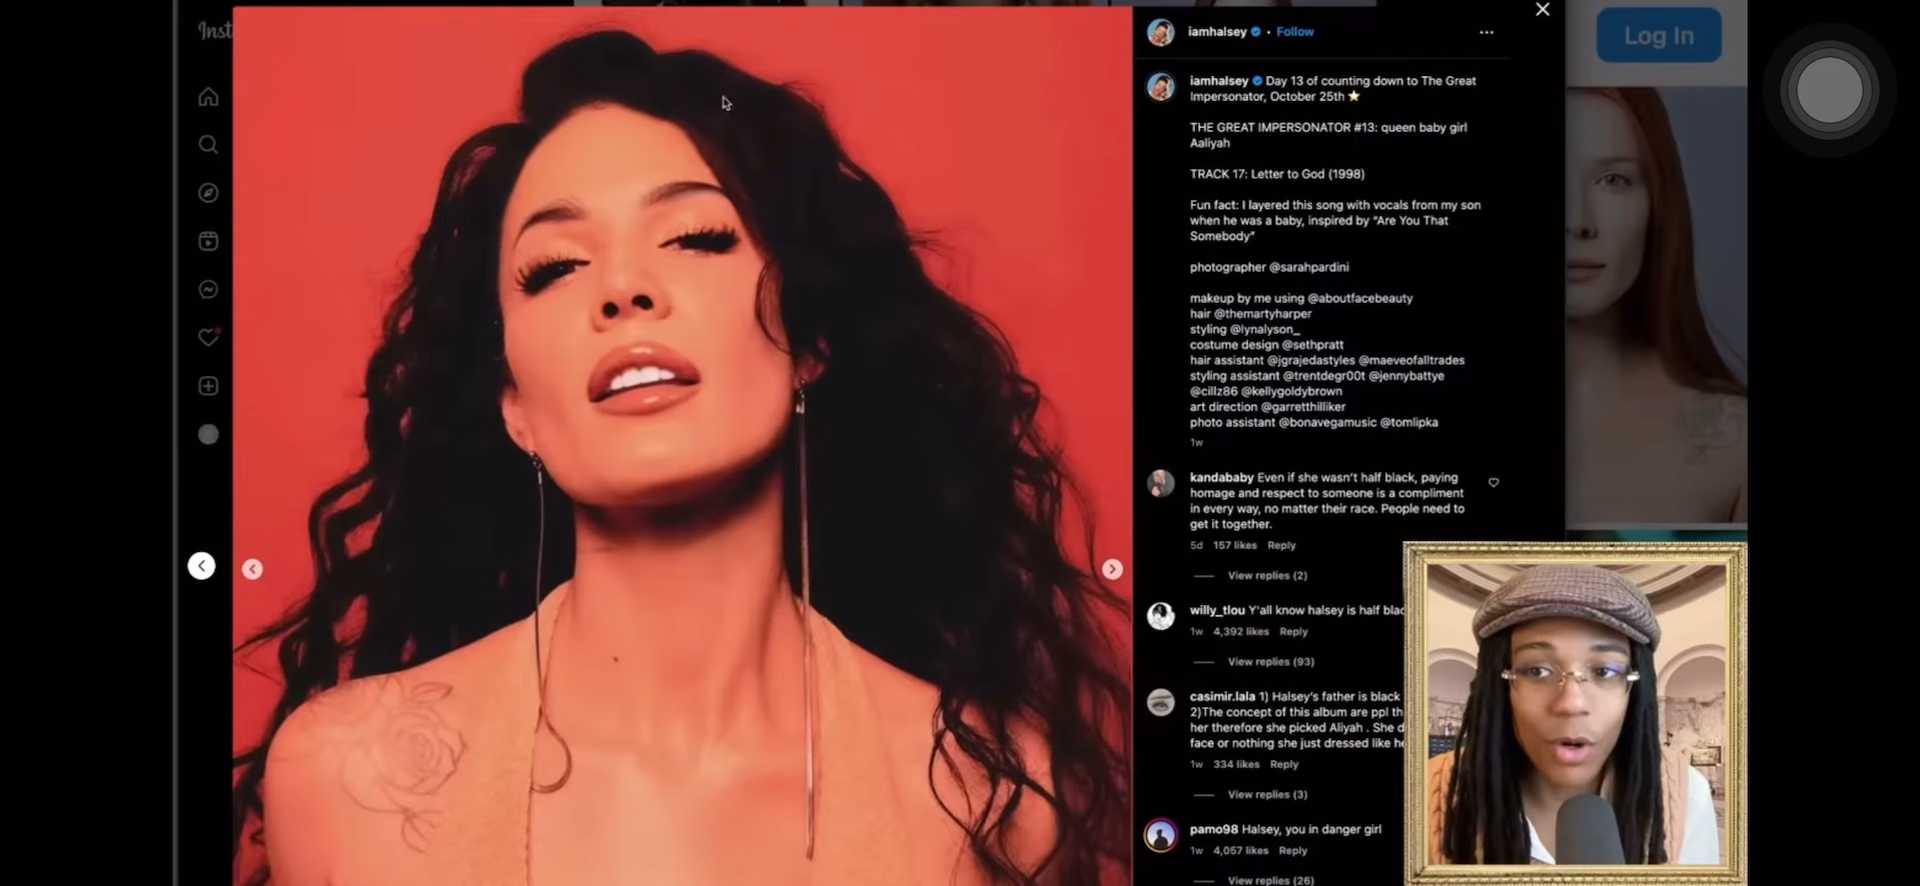 Inst
Log In
iamhalsey • Follow
iamhalsey Day 13 of counting down to The Great
Impersonator, October 25th ⭐
THE GREAT IMPERSONATOR #13: queen baby girl
Aaliyah
TRACK 17: Letter to God (1998)
Fun fact: I layered this song with vocals from my son
when he was a baby, inspired by “Are You That
Somebody”
photographer @sarahpardini
makeup by me using @aboutfacebeauty
hair @themartyharper
styling @lynalyson_
costume design @sethpratt
hair assistant @jgrajedastyles @maeveofalltrades
styling assistant @trentdegr00t @jennybattye
@cillz86 @kellygoldybrown
art direction @garretthilliker
photo assistant @bonavegamusic @tomlipka
1w
kandababy Even if she wasn’t half black, paying
homage and respect to someone is a compliment
in every way, no matter their race. People need to
get it together.
5d 157 likes Reply
View replies (2)
willy_tlou Y'all know halsey is half blac
1w 4,392 likes Reply
View replies (93)
casimir.lala 1) Halsey’s father is black
2)The concept of this album are ppl th
her therefore she picked Aliyah . She d
face or nothing she just dressed like he
1w 334 likes Reply
View replies (3)
pamo98 Halsey, you in danger girl
1w 4,057 likes Reply
View replies (26)